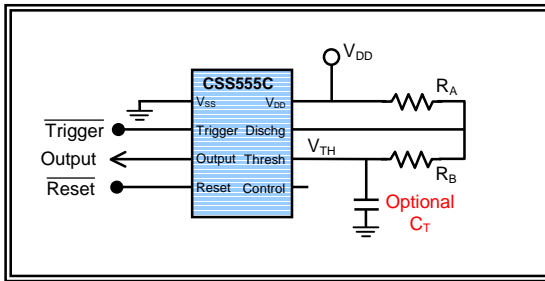 V_DD
CSS555C
R_A
V_SS V_DD
Trigger Trigger Dischg
Output Output Thresh V_TH
R_B
Reset Reset Control
Optional
C_T